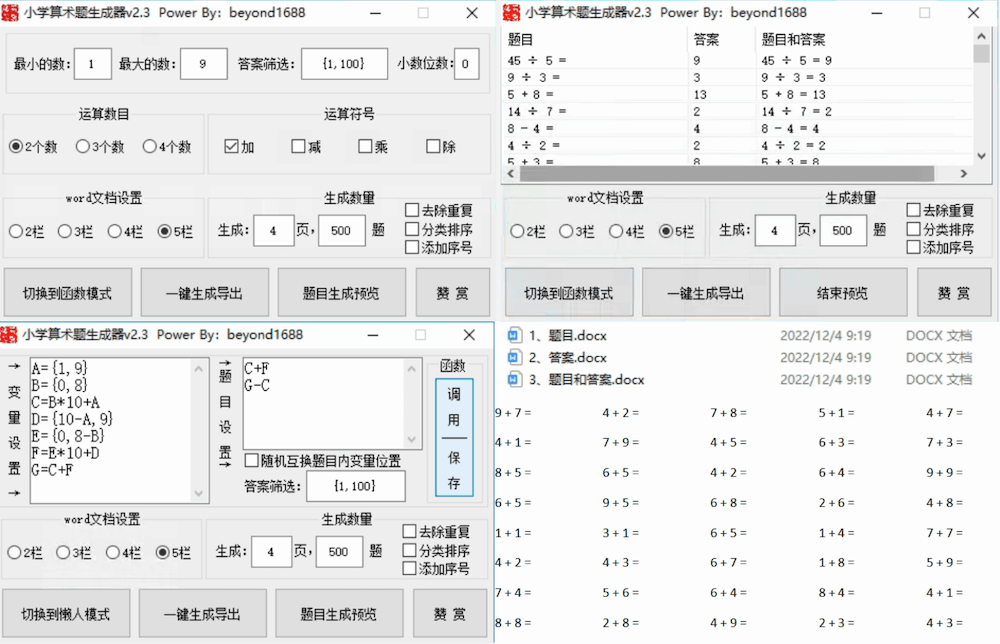 小学算术题生成器v2.3 Power By: beyond1688
最小的数: 1 最大的数: 9 答案筛选: {1,100} 小数位数: 0
运算数目 运算符号
2个数 3个数 4个数 加 减 乘 除
word文档设置 生成数量
2栏 3栏 4栏 5栏 生成: 4 页, 500 题
去除重复
分类排序
添加序号
切换到函数模式 一键生成导出 题目生成预览 赞 赏
小学算术题生成器v2.3 Power By: beyond1688
题目 答案 题目和答案
45 ÷ 5 = 9 45 ÷ 5 = 9
9 ÷ 3 = 3 9 ÷ 3 = 3
5 + 8 = 13 5 + 8 = 13
14 ÷ 7 = 2 14 ÷ 7 = 2
8 - 4 = 4 8 - 4 = 4
4 ÷ 2 = 2 4 ÷ 2 = 2
5 + 3 = 8 5 + 3 = 8
word文档设置 生成数量
2栏 3栏 4栏 5栏 生成: 4 页, 500 题
去除重复
分类排序
添加序号
切换到函数模式 一键生成导出 结束预览 赞 赏
小学算术题生成器v2.3 Power By: beyond1688
→
变
量
设
置
→
A={1,9}
B={0,8}
C=B*10+A
D={10-A,9}
E={0,8-B}
F=E*10+D
G=C+F
→
题
目
设
置
→
C+F
G-C
随机互换题目内变量位置
答案筛选: {1,100}
函数
调
用
保
存
word文档设置 生成数量
2栏 3栏 4栏 5栏 生成: 4 页, 500 题
去除重复
分类排序
添加序号
切换到懒人模式 一键生成导出 题目生成预览 赞 赏
1、题目.docx 2022/12/4 9:19 DOCX 文档
2、答案.docx 2022/12/4 9:19 DOCX 文档
3、题目和答案.docx 2022/12/4 9:19 DOCX 文档
9 + 7 = 4 + 2 = 7 + 8 = 5 + 1 = 4 + 7 =
4 + 1 = 7 + 9 = 4 + 5 = 6 + 3 = 7 + 3 =
8 + 5 = 6 + 5 = 4 + 2 = 6 + 4 = 9 + 9 =
6 + 5 = 9 + 5 = 6 + 8 = 2 + 6 = 4 + 8 =
1 + 1 = 3 + 1 = 6 + 5 = 1 + 4 = 7 + 7 =
4 + 2 = 4 + 3 = 6 + 7 = 1 + 8 = 5 + 9 =
7 + 4 = 5 + 6 = 6 + 4 = 8 + 4 = 4 + 1 =
8 + 8 = 2 + 8 = 4 + 9 = 2 + 3 = 4 + 3 =